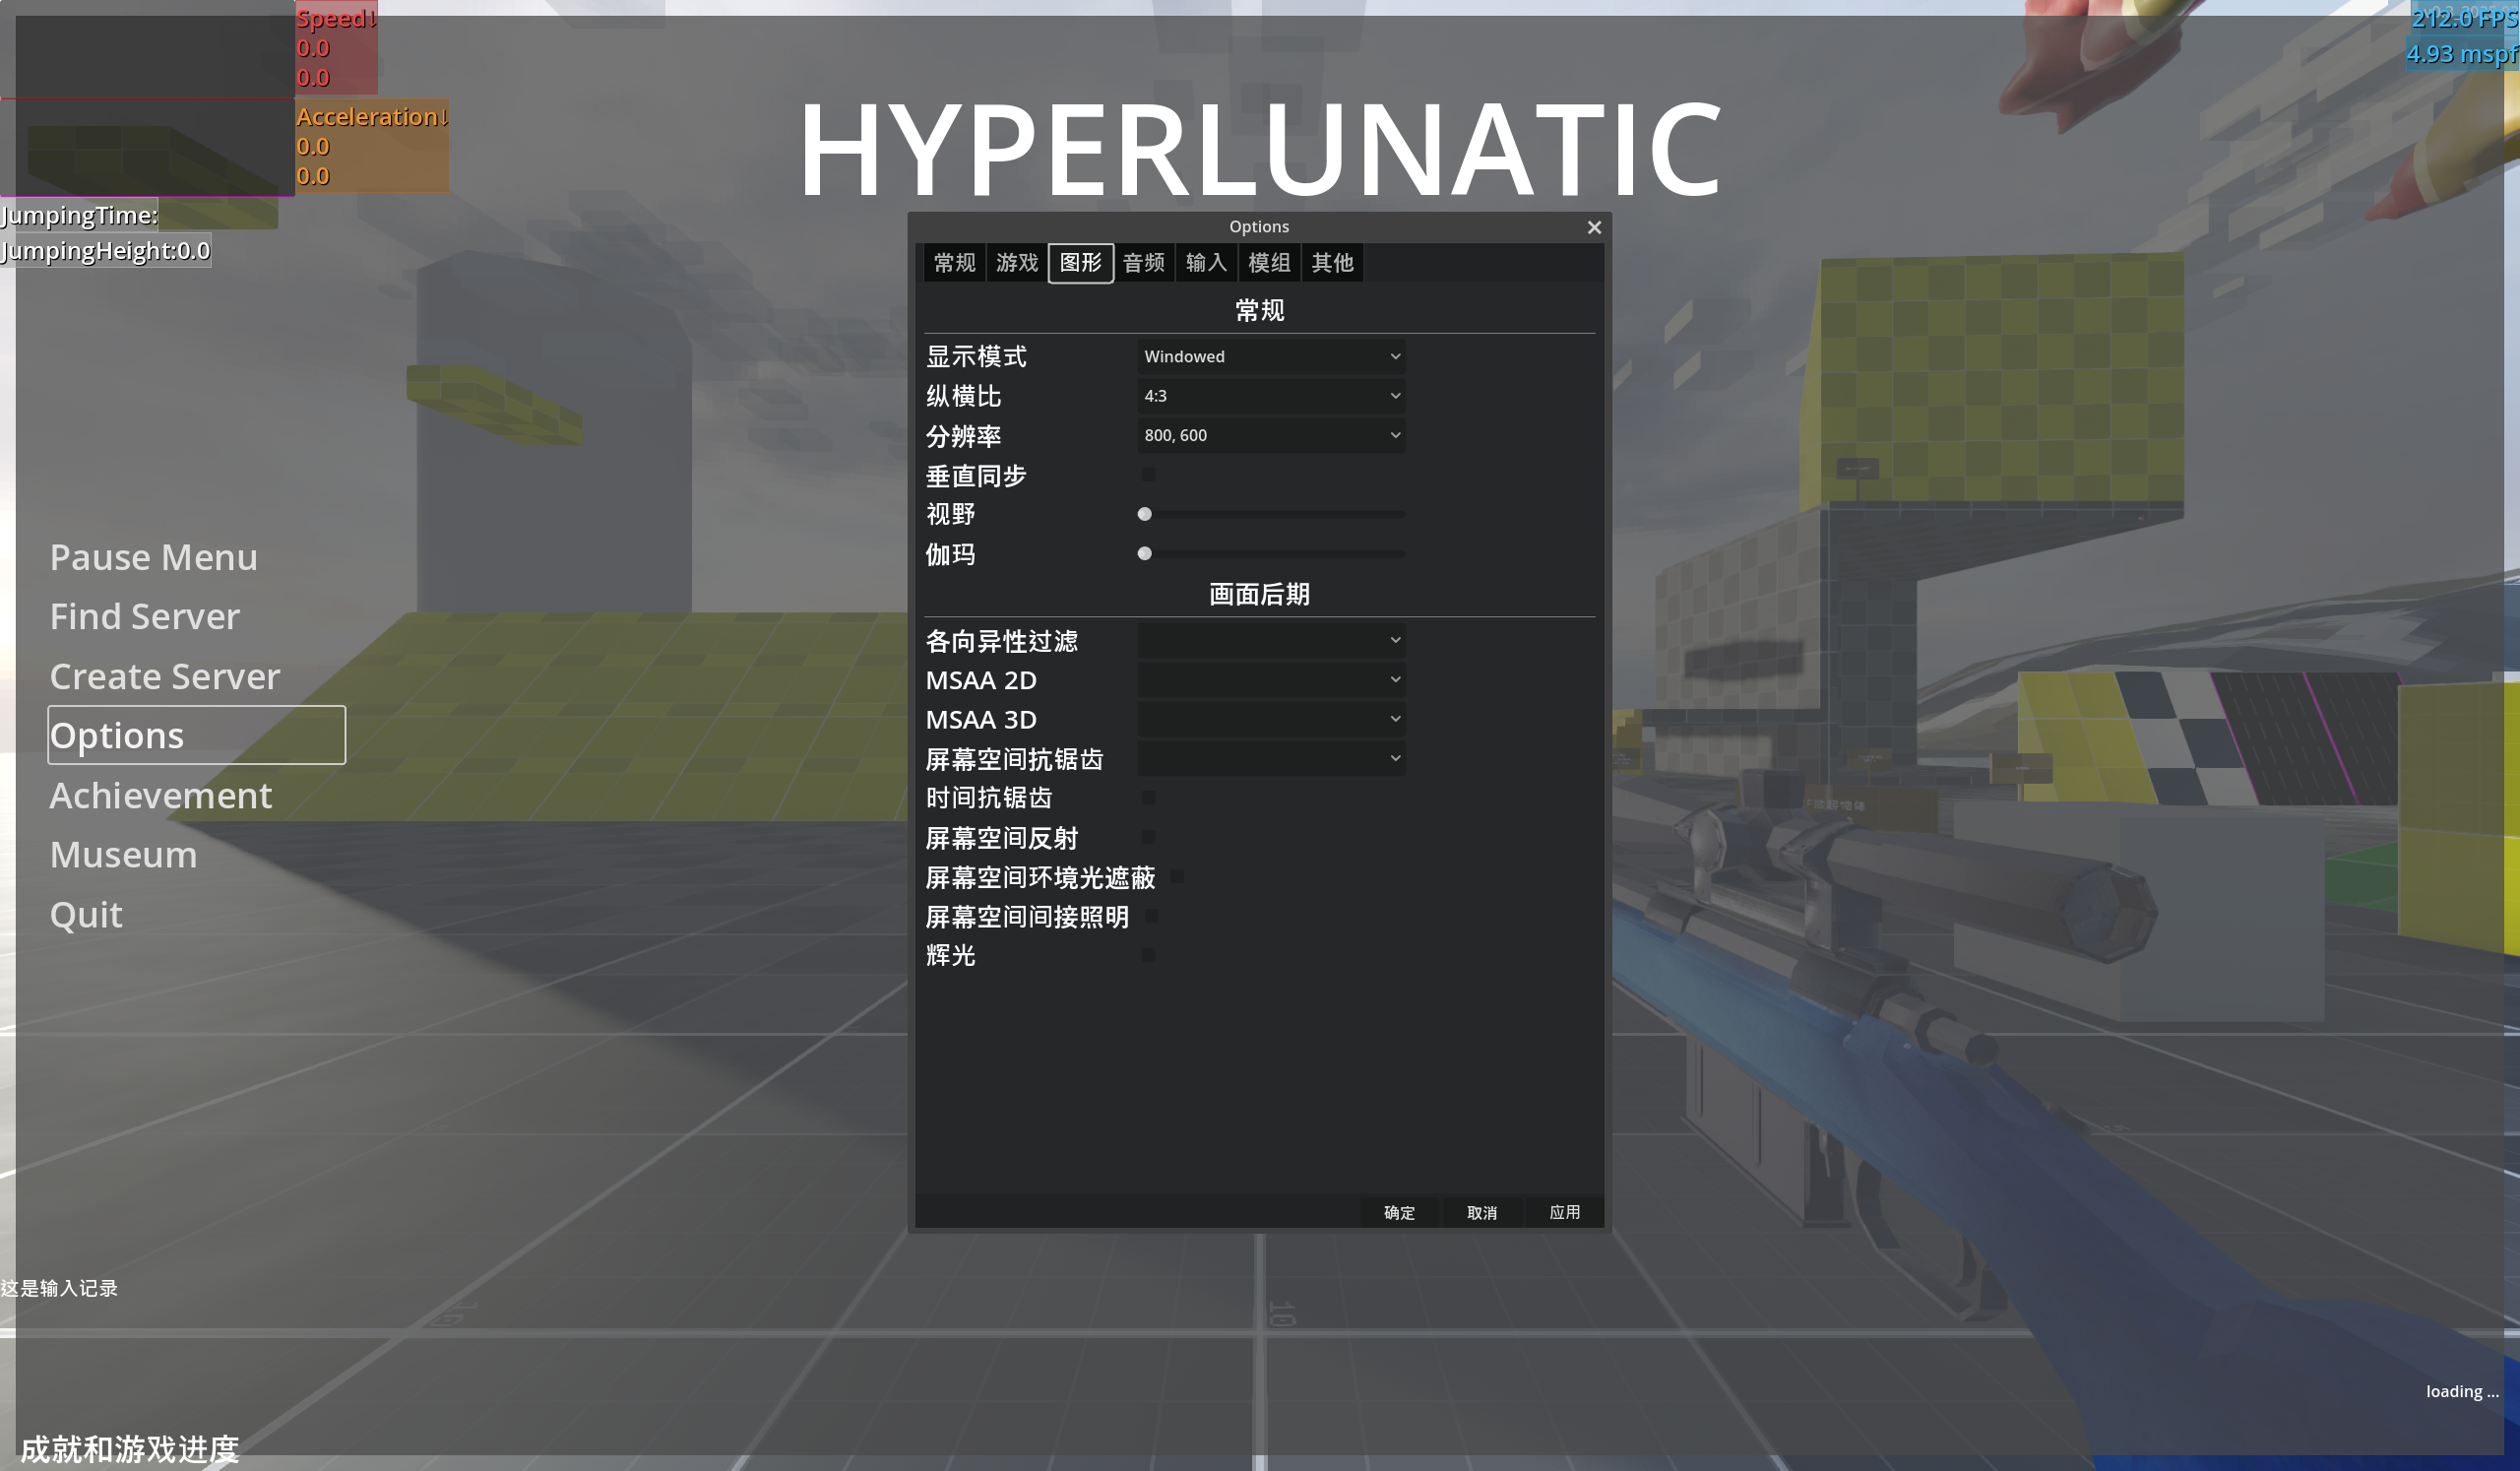 Speed↓
0.0
0.0
Acceleration↓
0.0
0.0
JumpingTime:
JumpingHeight:0.0
212.0 FPS
4.93 mspf
HYPERLUNATIC
Pause Menu
Find Server
Create Server
Options
Achievement
Museum
Quit
Options
常规 游戏 图形 音频 输入 模组 其他
常规
显示模式 Windowed
纵横比 4:3
分辨率 800, 600
垂直同步
视野
伽玛
画面后期
各向异性过滤
MSAA 2D
MSAA 3D
屏幕空间抗锯齿
时间抗锯齿
屏幕空间反射
屏幕空间环境光遮蔽
屏幕空间间接照明
辉光
确定 取消 应用
这是输入记录
10
10
loading ...
成就和游戏进度